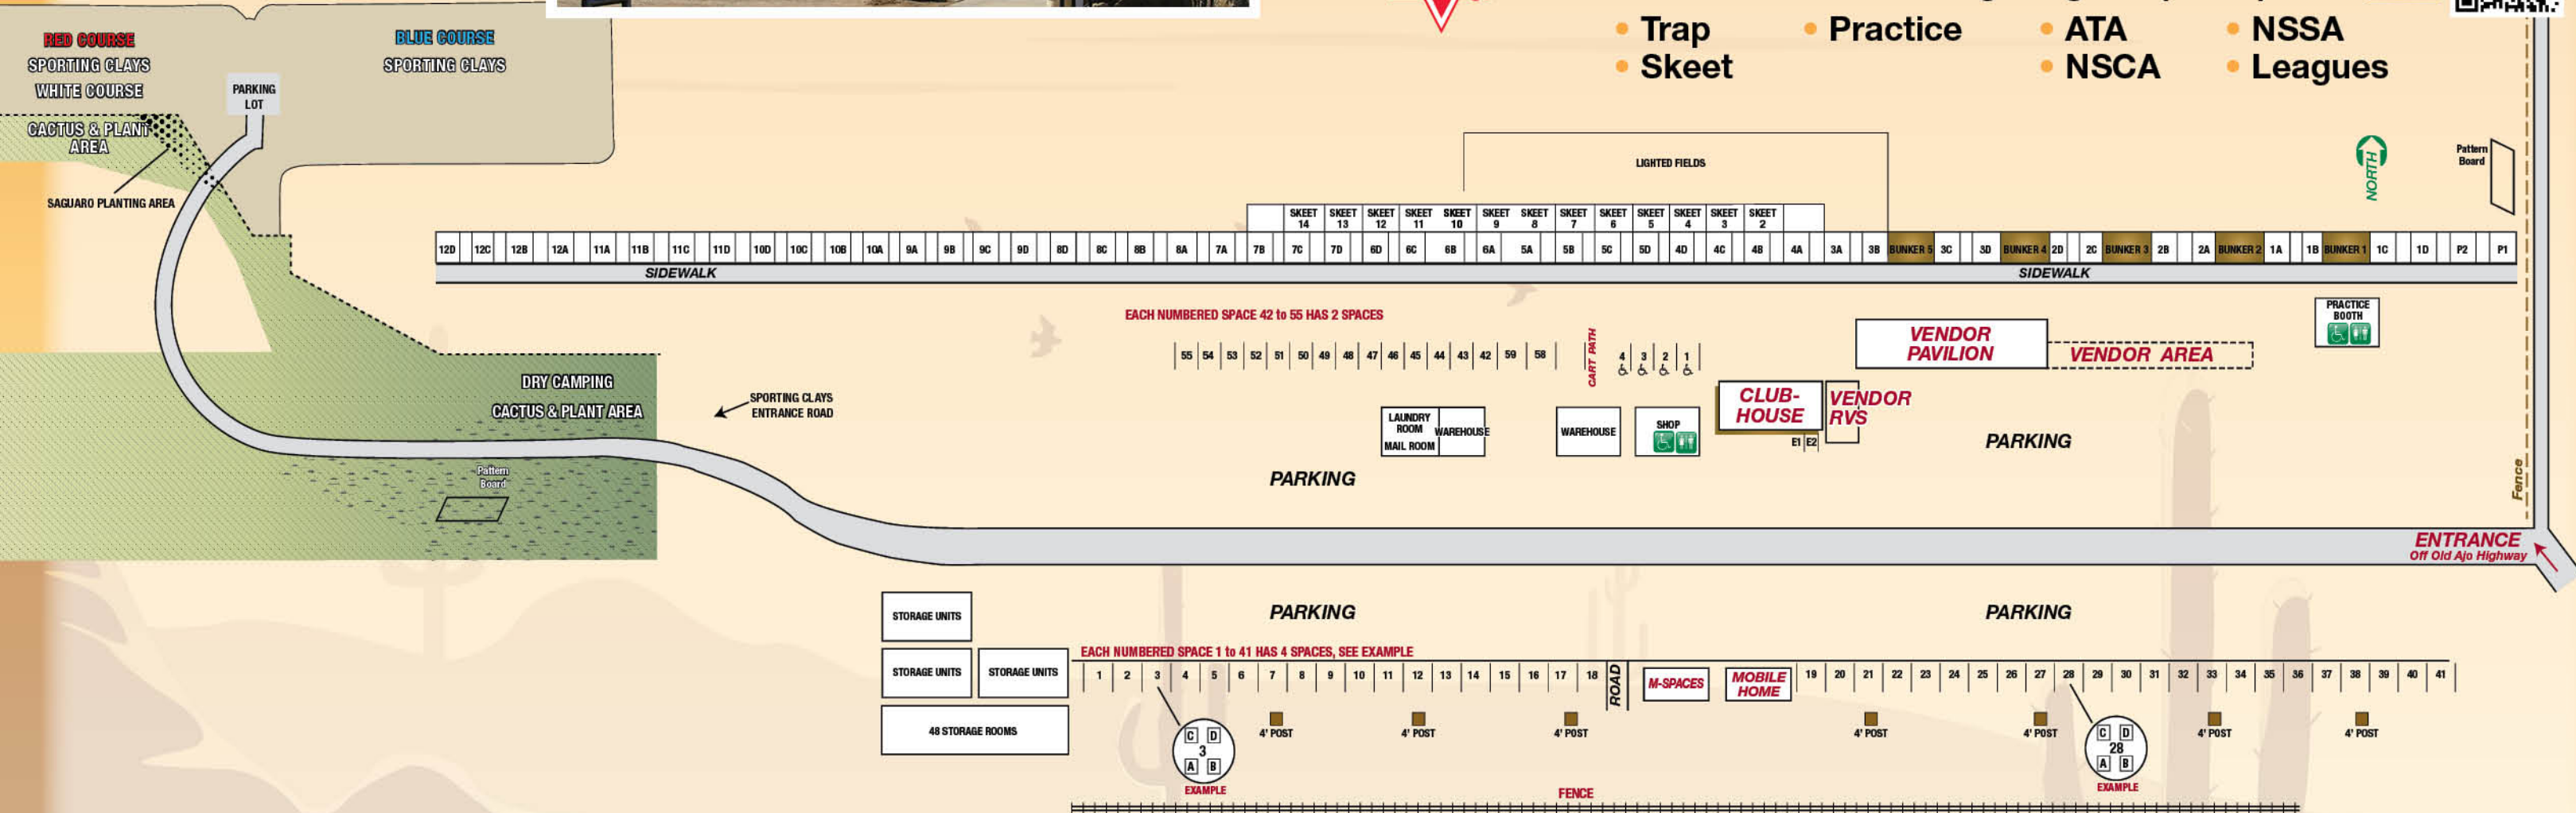 Trap
Practice
ATA
NSSA
Skeet
NSCA
Leagues
RED COURSE
SPORTING CLAYS
WHITE COURSE
BLUE COURSE
SPORTING CLAYS
PARKING
LOT
CACTUS & PLANT
AREA
SAGUARO PLANTING AREA
LIGHTED FIELDS
NORTH
Pattern
Board
SKEET 14
SKEET 13
SKEET 12
SKEET 11
SKEET 10
SKEET 9
SKEET 8
SKEET 7
SKEET 6
SKEET 5
SKEET 4
SKEET 3
SKEET 2
12D 12C 12B 12A 11A 11B 11C 11D 10D 10C 10B 10A 9A 9B 9C 9D 8D 8C 8B 8A 7A 7B 7C 7D 6D 6C 6B 6A 5A 5B 5C 5D 4D 4C 4B 4A 3A 3B BUNKER 5 3C 3D BUNKER 4 2D 2C BUNKER 3 2B 2A BUNKER 2 1A 1B BUNKER 1 1C 1D P2 P1
SIDEWALK
SIDEWALK
EACH NUMBERED SPACE 42 to 55 HAS 2 SPACES
55 54 53 52 51 50 49 48 47 46 45 44 43 42 59 58
CART PATH
4 3 2 1
VENDOR
PAVILION
VENDOR AREA
PRACTICE
BOOTH
DRY CAMPING
CACTUS & PLANT AREA
SPORTING CLAYS
ENTRANCE ROAD
LAUNDRY
ROOM
MAIL ROOM
WAREHOUSE
WAREHOUSE
SHOP
CLUB-
HOUSE
VENDOR
RVS
E1 E2
PARKING
PARKING
Pattern
Board
Fence
ENTRANCE
Off Old Ajo Highway
STORAGE UNITS
PARKING
PARKING
EACH NUMBERED SPACE 1 to 41 HAS 4 SPACES, SEE EXAMPLE
STORAGE UNITS
STORAGE UNITS
1 2 3 4 5 6 7 8 9 10 11 12 13 14 15 16 17 18
ROAD
M-SPACES
MOBILE
HOME
19 20 21 22 23 24 25 26 27 28 29 30 31 32 33 34 35 36 37 38 39 40 41
48 STORAGE ROOMS
4' POST
4' POST
4' POST
4' POST
4' POST
4' POST
4' POST
C D
3
A B
EXAMPLE
C D
28
A B
EXAMPLE
FENCE